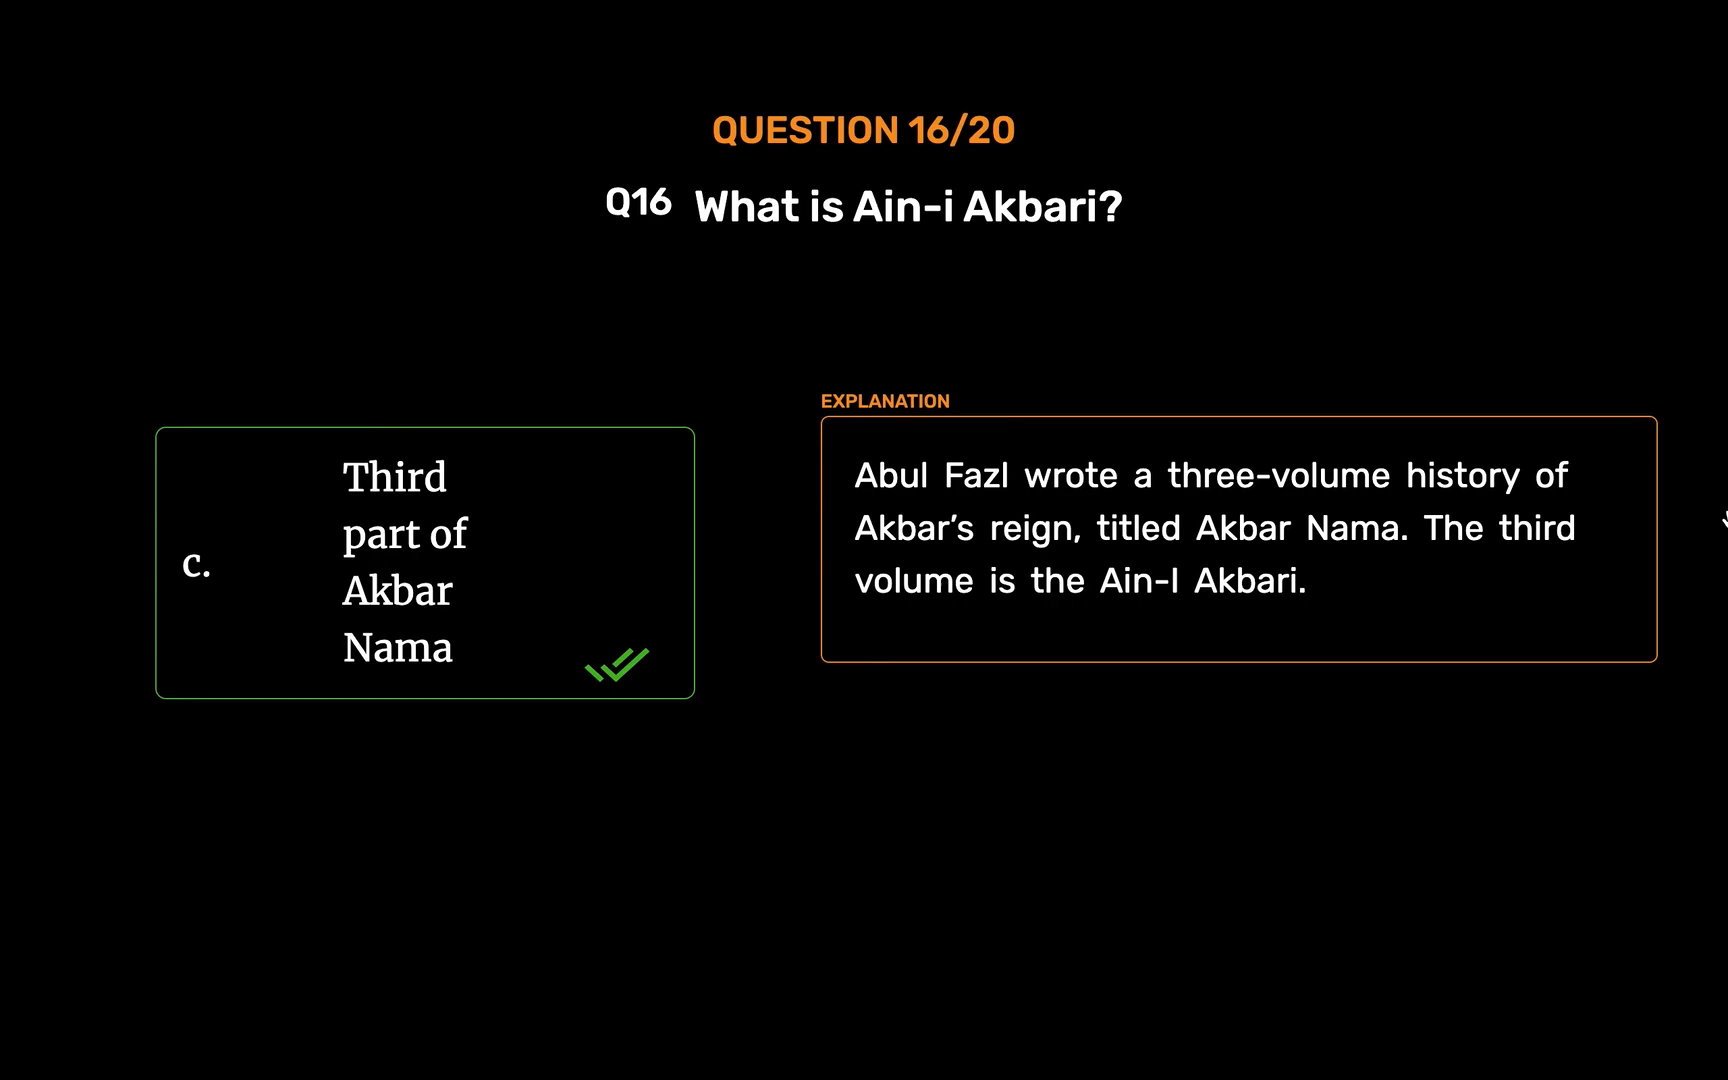 QUESTION 16/20
Q16 What is Ain-i Akbari?
c.
Third
part of
Akbar
Nama
EXPLANATION
Abul Fazl wrote a three-volume history of
Akbar’s reign, titled Akbar Nama. The third
volume is the Ain-I Akbari.